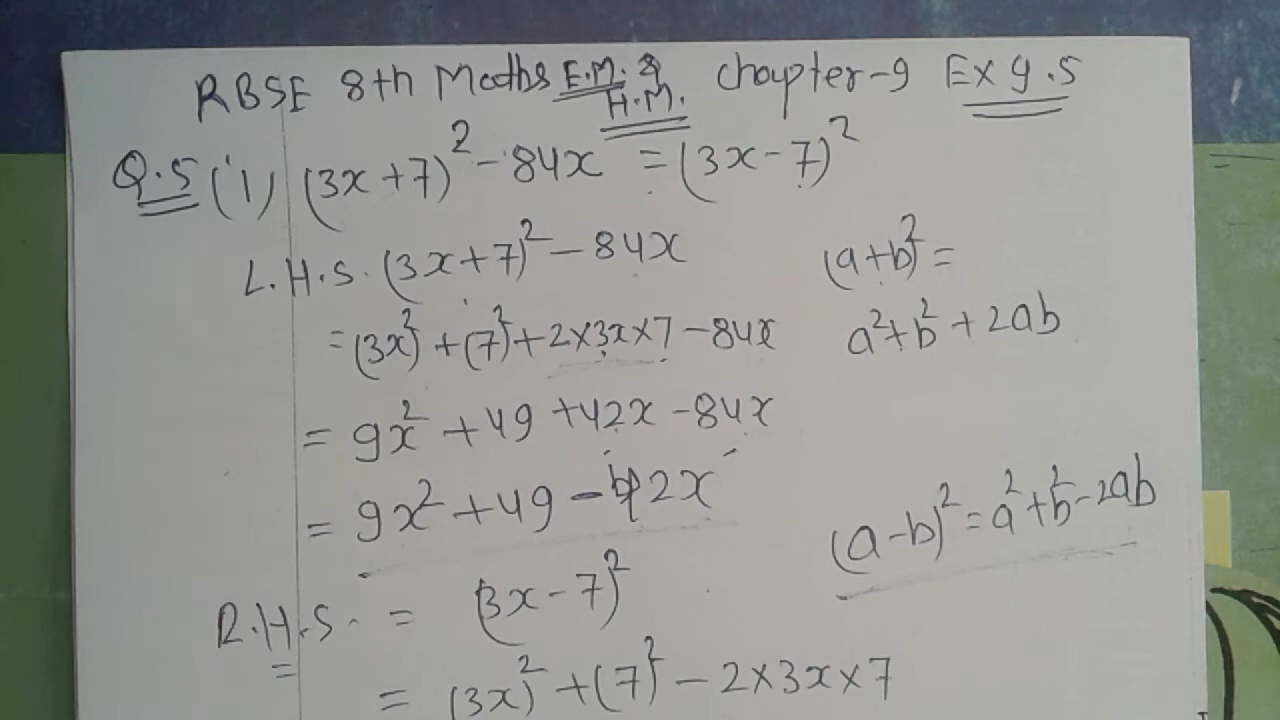 RBSE 8th Maths E.M. & H.M. Chapter-9 Ex 9.5
Q.5 (i) (3x+7)² - 84x = (3x-7)²
L.H.S. (3x+7)² - 84x
(a+b)² =
= (3x)² + (7)² + 2×3x×7 - 84x
a² + b² + 2ab
= 9x² + 49 + 42x - 84x
= 9x² + 49 - 42x
(a-b)² = a² + b² - 2ab
R.H.S. = (3x-7)²
= (3x)² + (7)² - 2×3x×7